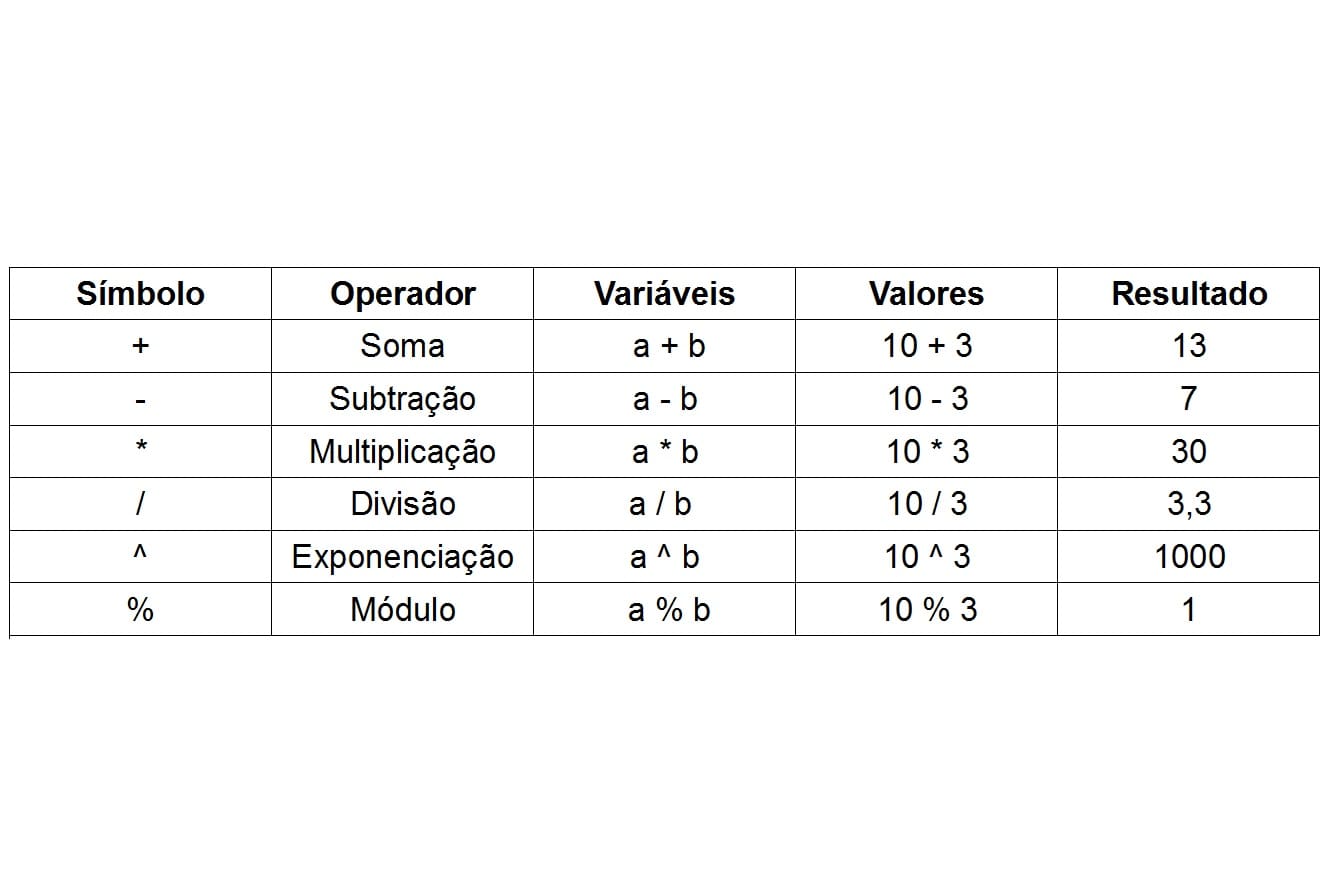 Símbolo Operador Variáveis Valores Resultado
+ Soma a + b 10 + 3 13
- Subtração a - b 10 - 3 7
* Multiplicação a * b 10 * 3 30
/ Divisão a / b 10 / 3 3,3
^ Exponenciação a ^ b 10 ^ 3 1000
% Módulo a % b 10 % 3 1